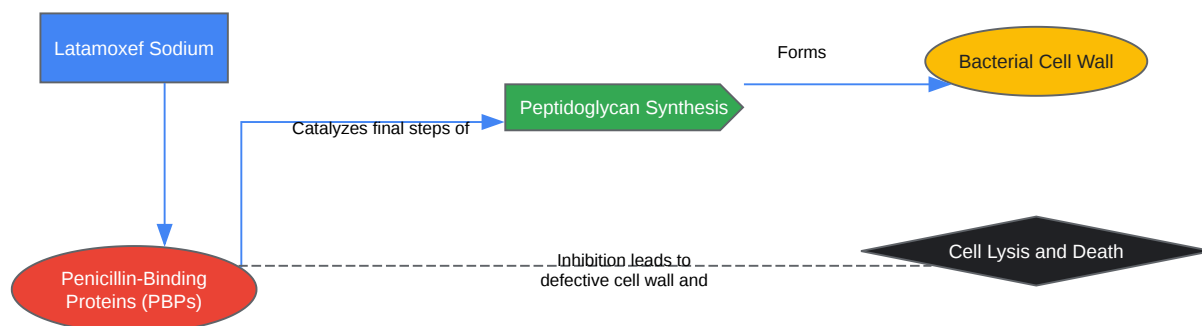 Latamoxef Sodium
Forms
Bacterial Cell Wall
Peptidoglycan Synthesis
Catalyzes final steps of
Penicillin-Binding
Proteins (PBPs)
Inhibition leads to
defective cell wall and
Cell Lysis and Death